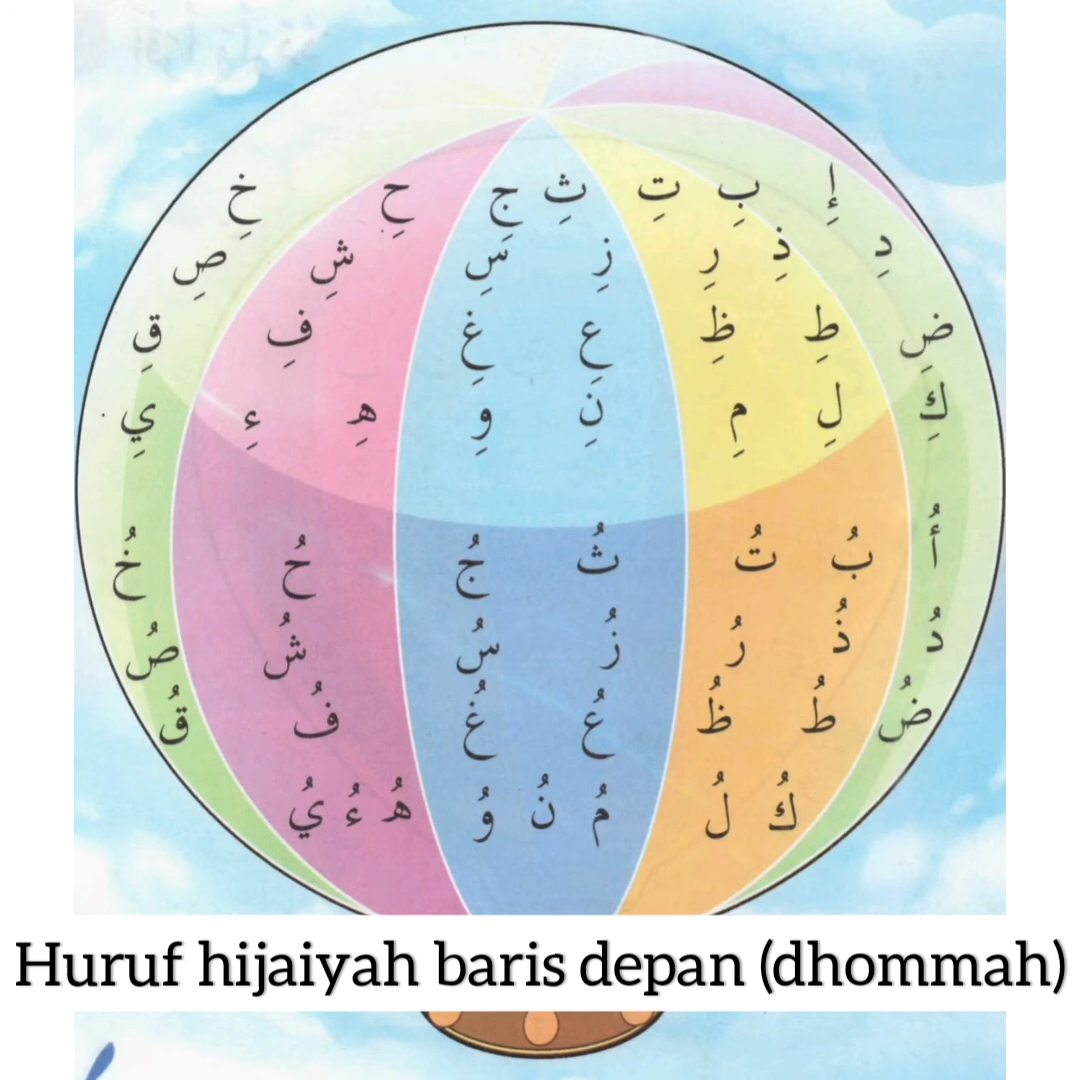 إِ بِ تِ ثِ جِ حِ خِ
دِ ذِ رِ زِ سِ شِ صِ
ضِ طِ ظِ عِ غِ فِ قِ
كِ لِ مِ نِ وِ هِ ءِ يِ
أُ بُ تُ ثُ جُ حُ خُ
دُ ذُ رُ زُ سُ شُ صُ
ضُ طُ ظُ عُ غُ فُ قُ
كُ لُ مُ نُ وُ هُ ءُ يُ
Huruf hijaiyah baris depan (dhommah)